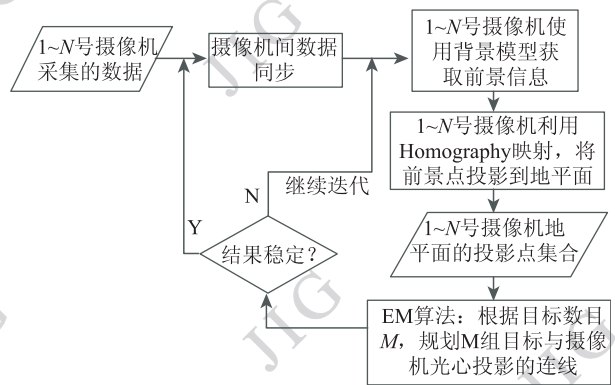 1~N号摄像机
采集的数据
摄像机间数据
同步
1~N号摄像机使
用背景模型获
取前景信息
1~N号摄像机利用
Homography映射，将
前景点投影到地平面
1~N号摄像机地
平面的投影点集合
EM算法：根据目标数目
M，规划M组目标与摄像
机光心投影的连线
结果稳定？
Y
N
继续迭代
JIG
JIG
JIG